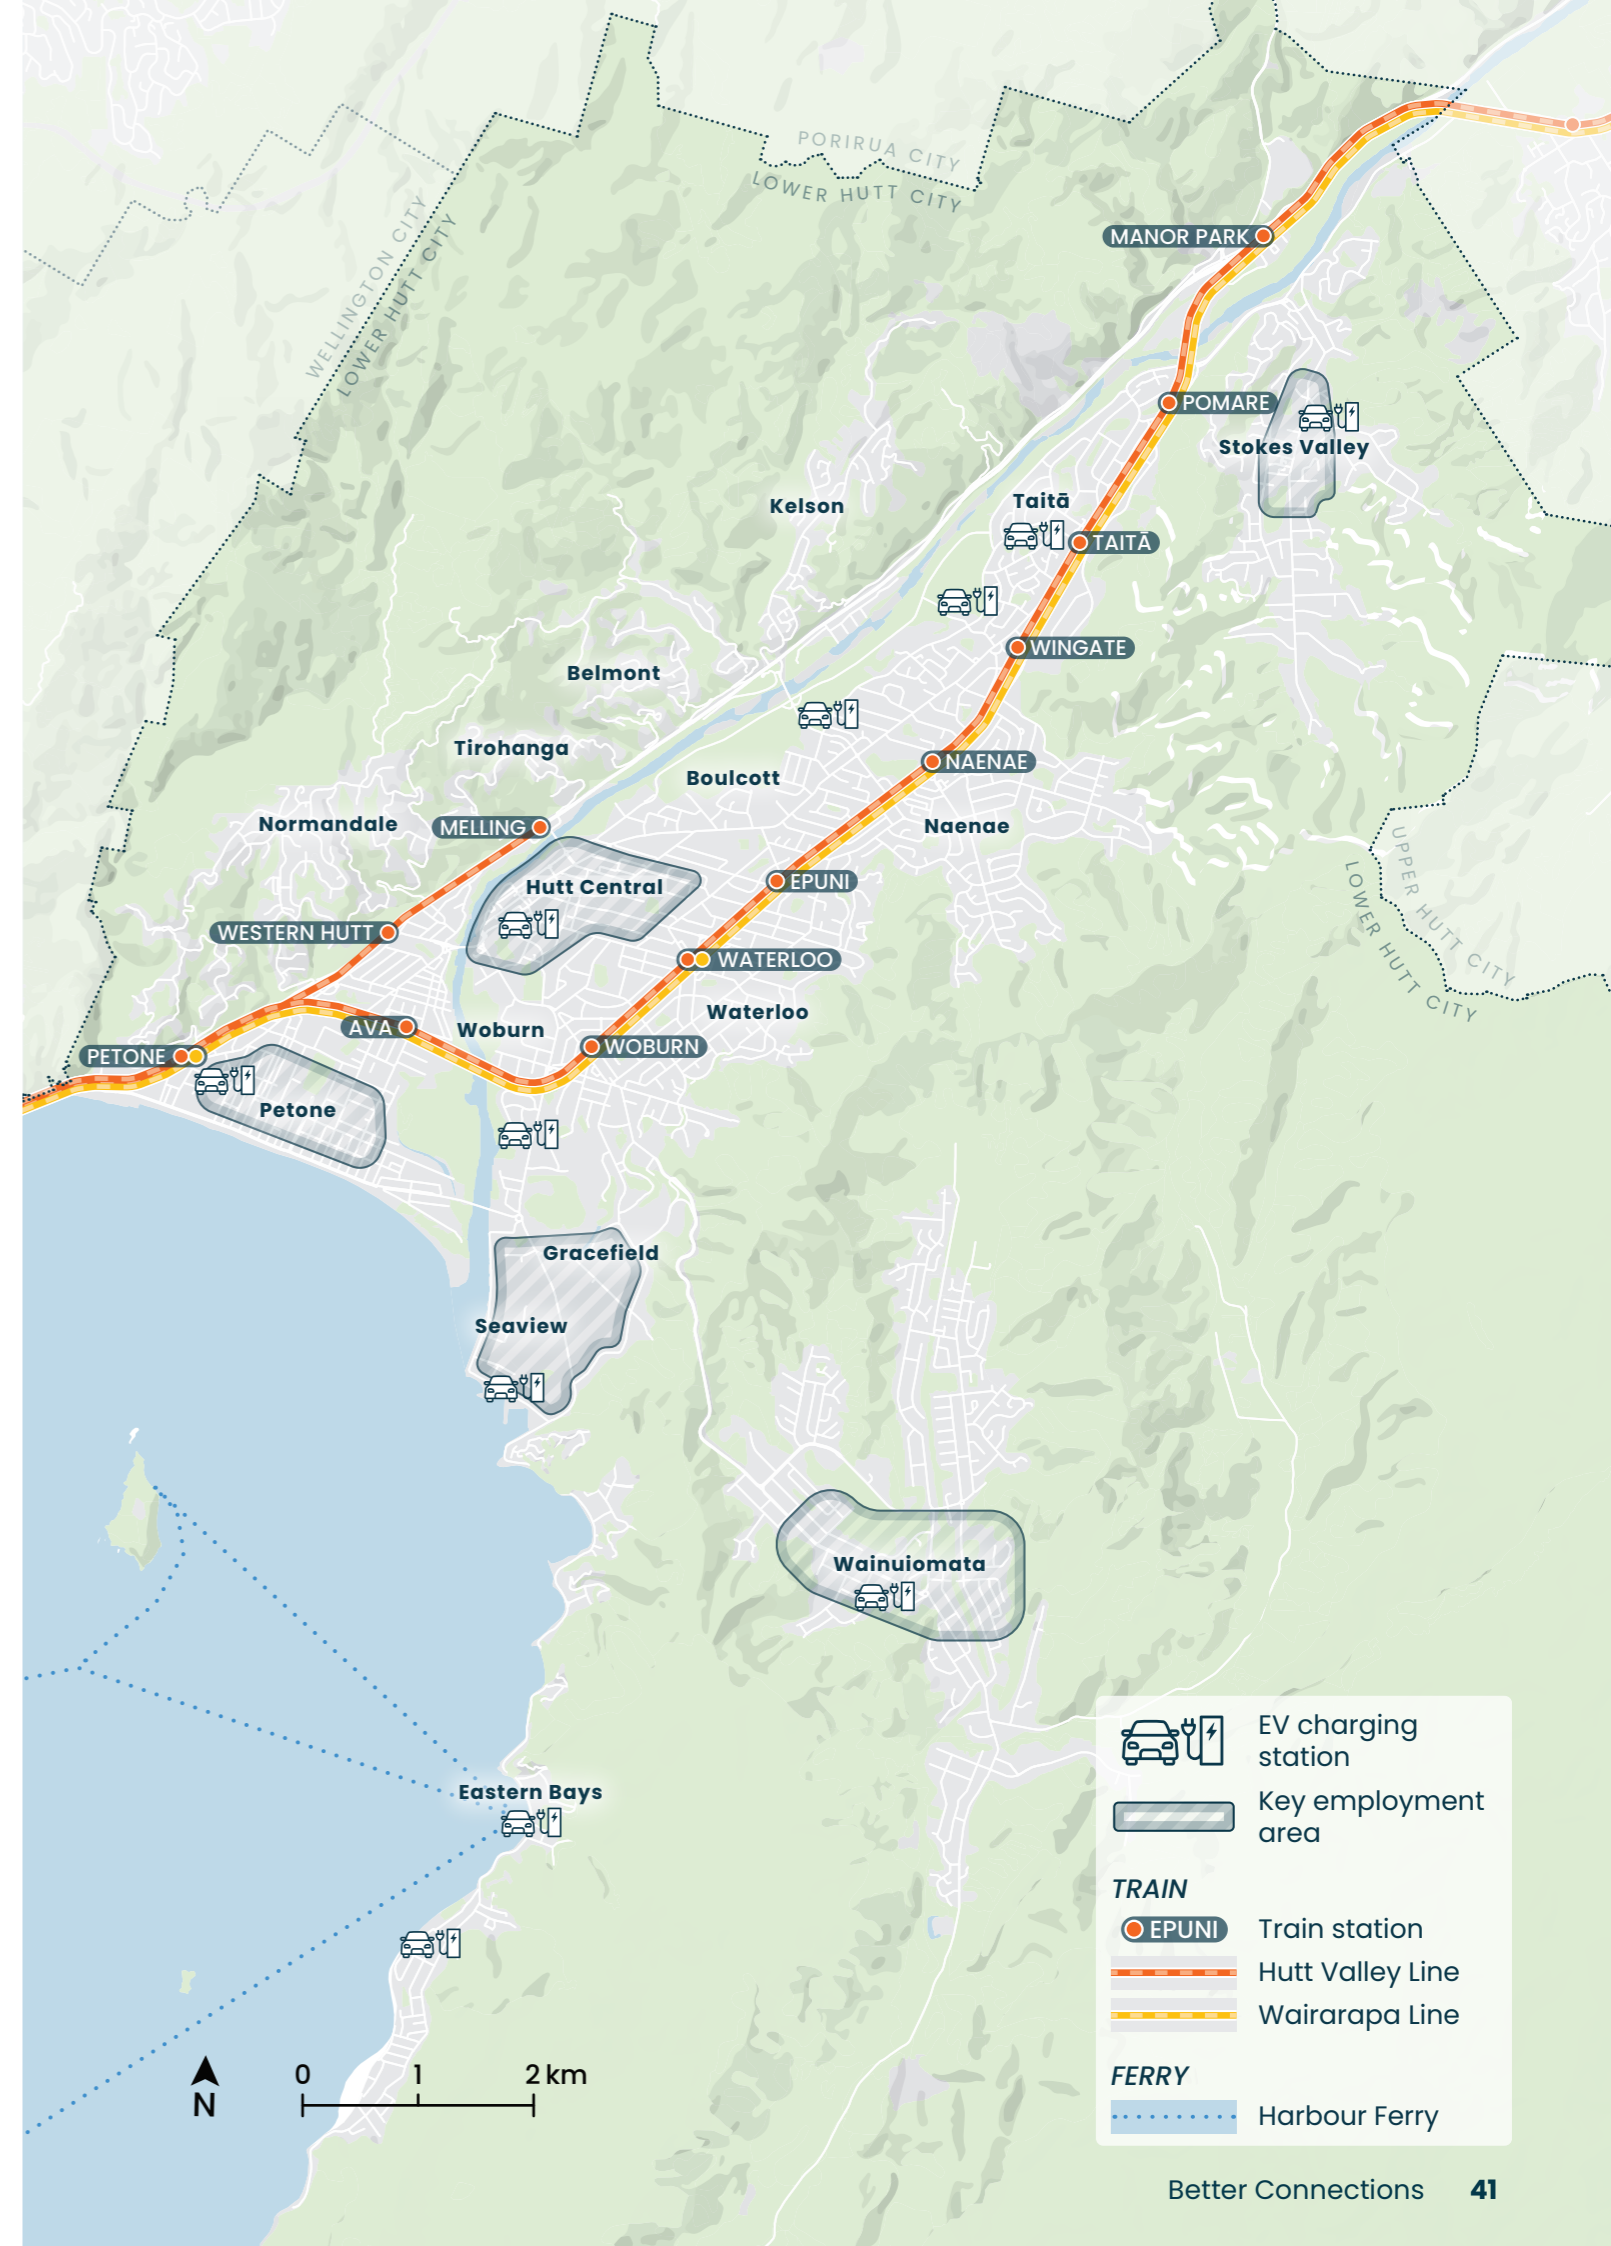 PORIRUA CITY
LOWER HUTT CITY
WELLINGTON CITY
LOWER HUTT CITY
MANOR PARK
POMARE
Stokes Valley
Kelson
Taitā
TAITĀ
WINGATE
Belmont
Tirohanga
NAENAE
Boulcott
Normandale
MELLING
Naenae
UPPER HUTT CITY
LOWER HUTT CITY
Hutt Central
EPUNI
WESTERN HUTT
WATERLOO
Waterloo
AVA
Woburn
WOBURN
PETONE
Petone
Gracefield
Seaview
Wainuiomata
Eastern Bays
EV charging
station
Key employment
area
TRAIN
EPUNI
Train station
Hutt Valley Line
Wairarapa Line
FERRY
Harbour Ferry
N
0 1 2 km
Better Connections 41